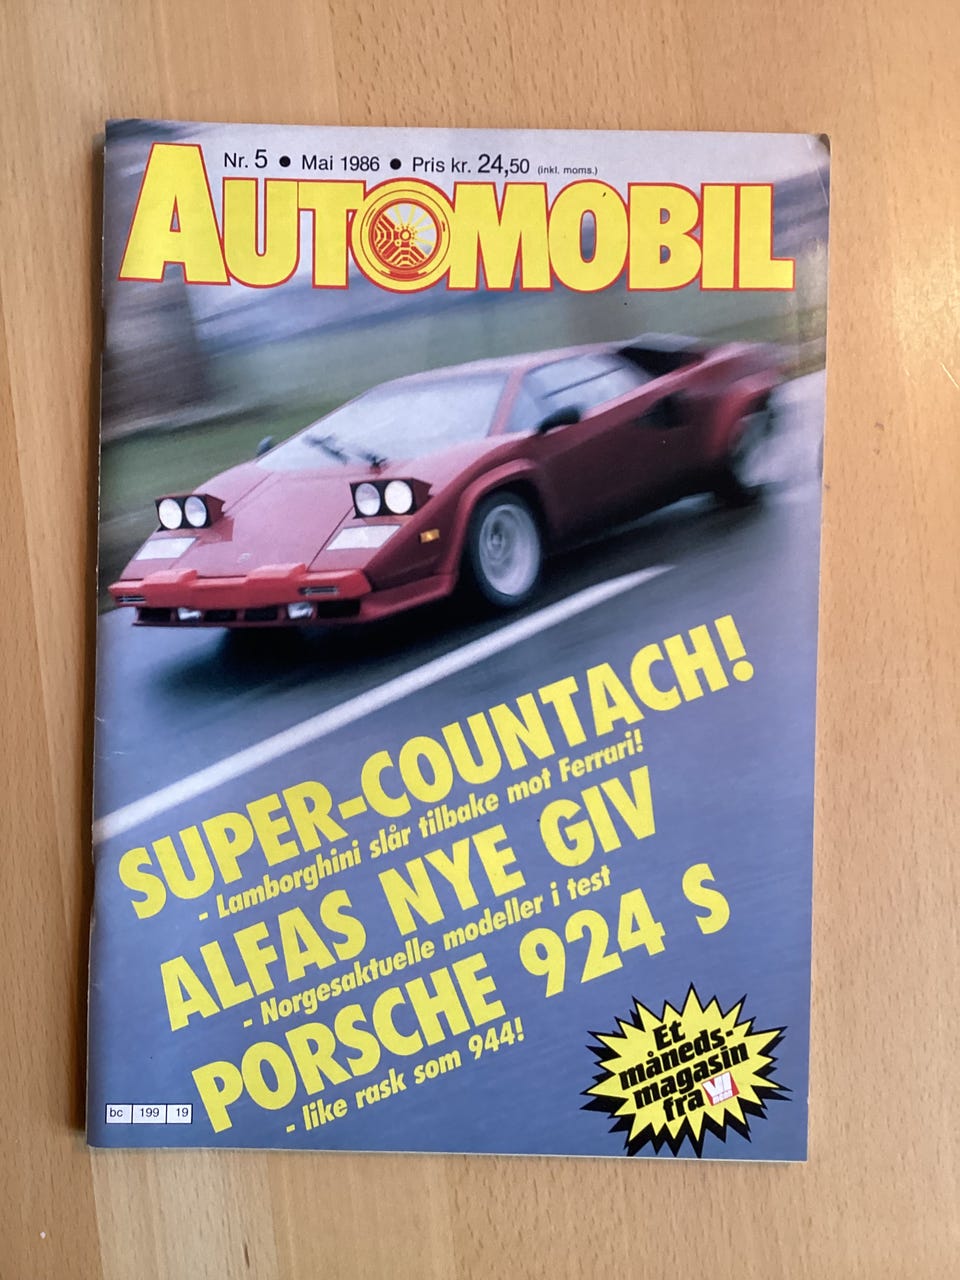 Nr. 5 ● Mai 1986 ● Pris kr. 24,50 (inkl. moms.)
AUTOMOBIL
SUPER-COUNTACH!
- Lamborghini slår tilbake mot Ferrari!
ALFAS NYE GIV
- Norgesaktuelle modeller i test
PORSCHE 924 S
- like rask som 944!
Et
måneds-
magasin
fra VI
bc 199 19